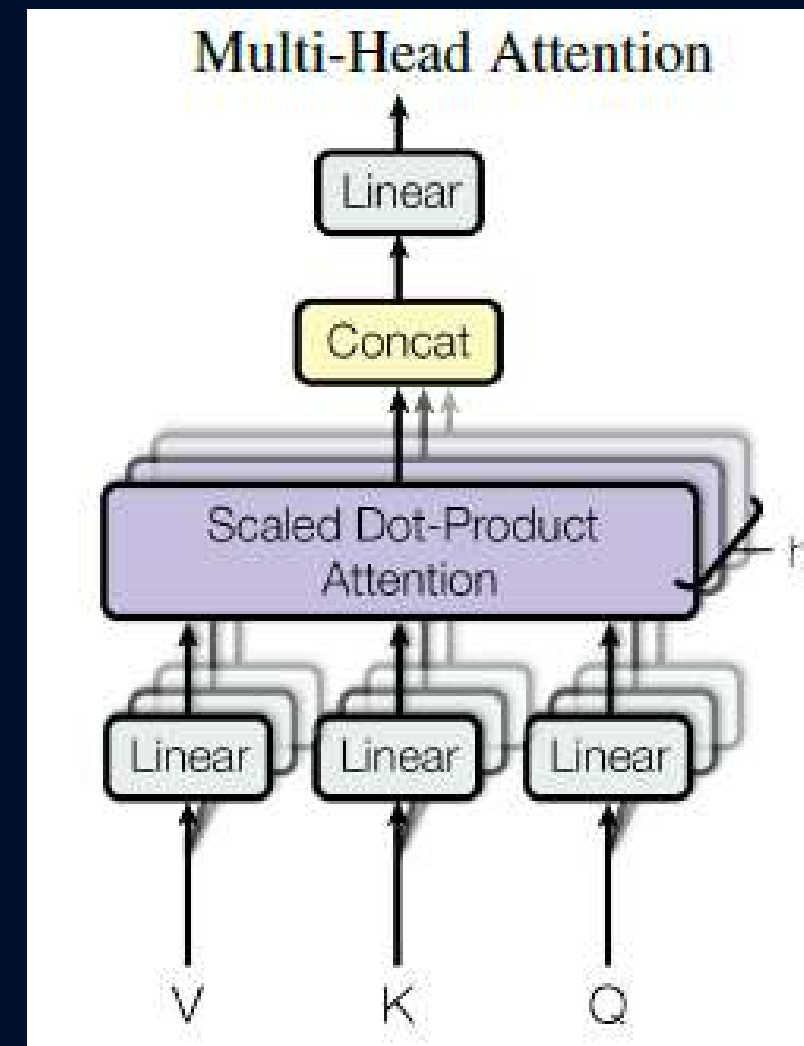 Multi-Head Attention
Linear
Concat
Scaled Dot-Product
Attention
h
Linear
Linear
Linear
V
K
Q